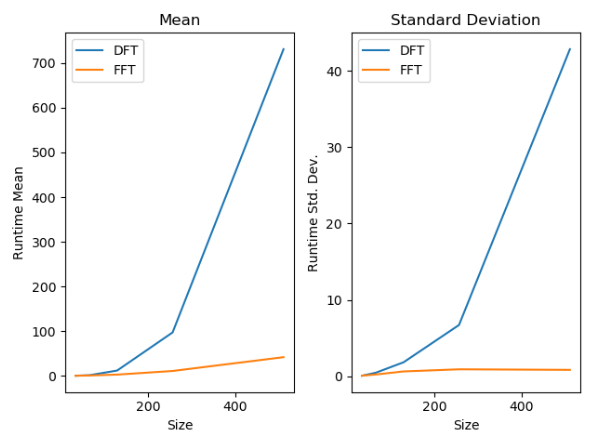 Mean
DFT
FFT
700
600
500
400
300
200
100
0
Runtime Mean
200 400
Size
Standard Deviation
DFT
FFT
40
30
20
10
0
Runtime Std. Dev.
200 400
Size